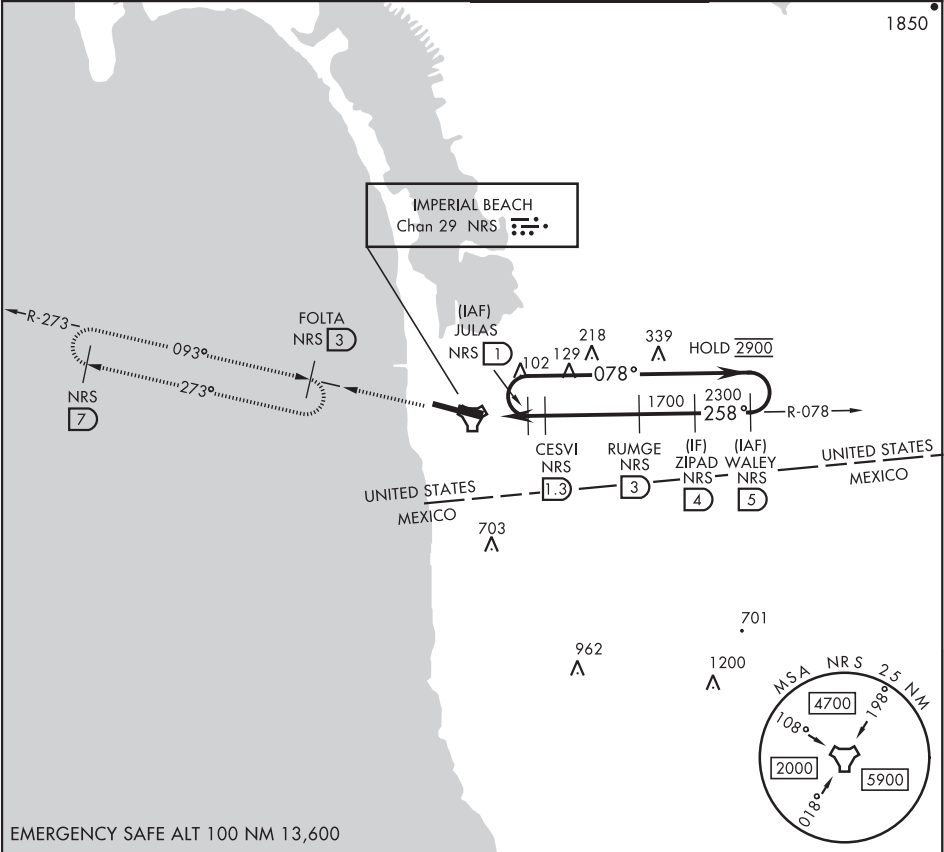 1850
IMPERIAL BEACH
Chan 29 NRS
R-273
093°
273°
FOLTA
NRS 3
NRS
7
(IAF)
JULAS
NRS 1
102
129
218
339
HOLD 2900
078°
1700
2300
258°
R-078
CESVI
NRS
1.3
RUMGE
NRS
3
(IF)
ZIPAD
NRS
4
(IAF)
WALEY
NRS
5
UNITED STATES
MEXICO
UNITED STATES
MEXICO
703
701
962
1200
MSA NRS 25 NM
4700
108°
198°
2000
5900
018°
EMERGENCY SAFE ALT 100 NM 13,600